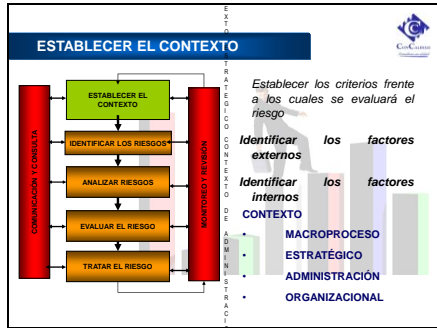 ESTABLECER EL CONTEXTO
CONCALIDAD
ESTABLECER EL
CONTEXTO
IDENTIFICAR LOS RIESGOS
ANALIZAR RIESGOS
EVALUAR EL RIESGO
TRATAR EL RIESGO
COMUNICACIÓN Y CONSULTA
MONITOREO Y REVISIÓN
E
X
T
O
T
R
A
T
E
G
I
C
O
C
O
N
T
E
X
T
O
D
E
A
D
M
I
N
I
S
T
R
A
C
I
Establecer los criterios frente
a los cuales se evaluará el
riesgo
Identificar los factores
externos
Identificar los factores
internos
CONTEXTO
• MACROPROCESO
• ESTRATÉGICO
• ADMINISTRACIÓN
• ORGANIZACIONAL